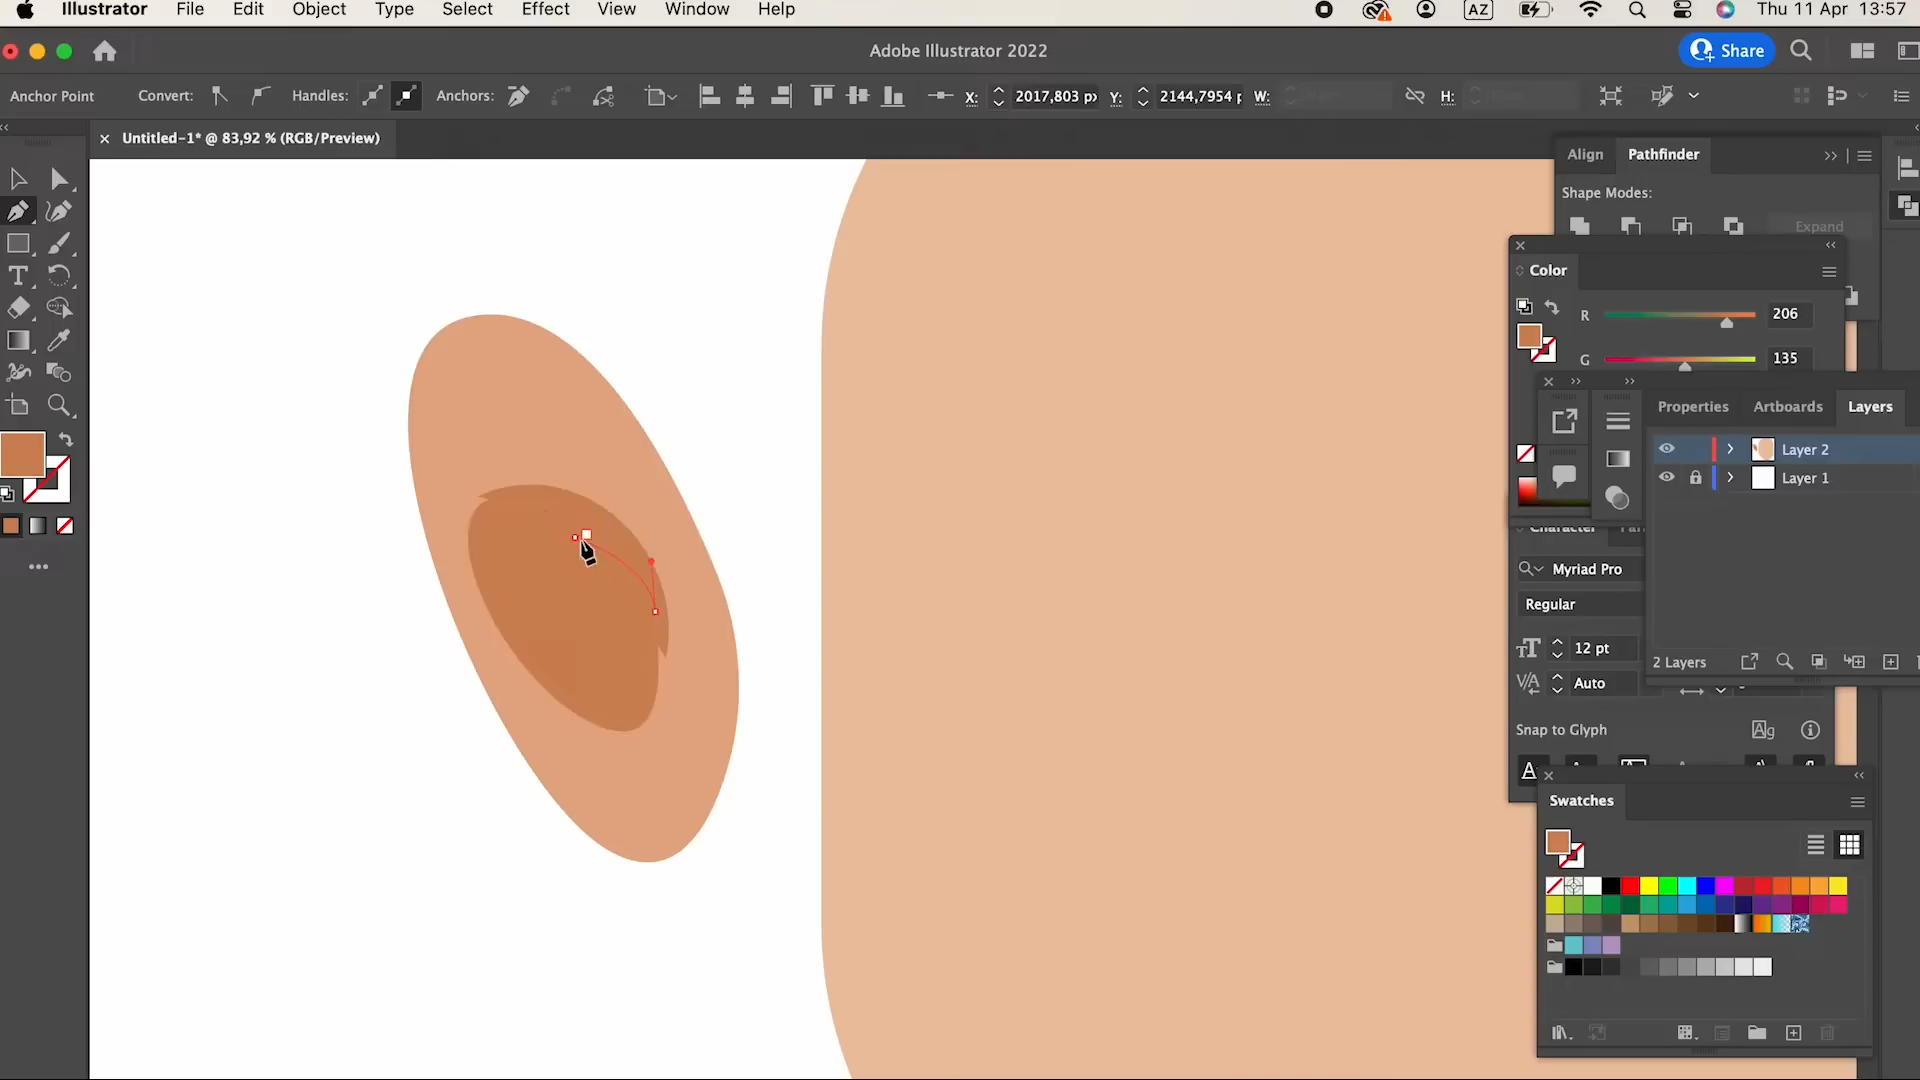 Illustrator File Edit Object Type Select Effect View Window Help AZ Thu 11 Apr 13:57
Adobe Illustrator 2022 Share
Anchor Point Convert: Handles: Anchors: X: 2017,803 px Y: 2144,7954 p W: H:
× Untitled-1* @ 83,92 % (RGB/Preview)
Align Pathfinder
Shape Modes:
Expand
Color
R 206
G 135
Properties Artboards Layers
Layer 2
Layer 1
2 Layers
Character
Myriad Pro
Regular
12 pt
Auto
Snap to Glyph
Swatches